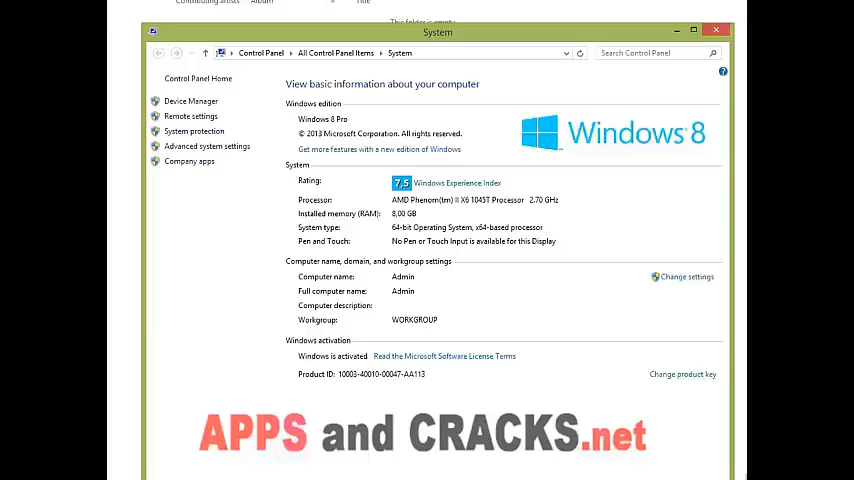 Contributing artists Album Title
This folder is empty.
System
Control Panel All Control Panel Items System Search Control Panel
Control Panel Home
Device Manager
Remote settings
System protection
Advanced system settings
Company apps
View basic information about your computer
Windows edition
Windows 8 Pro
© 2013 Microsoft Corporation. All rights reserved.
Get more features with a new edition of Windows
Windows 8
System
Rating: 7,5 Windows Experience Index
Processor: AMD Phenom(tm) II X6 1045T Processor 2.70 GHz
Installed memory (RAM): 8,00 GB
System type: 64-bit Operating System, x64-based processor
Pen and Touch: No Pen or Touch Input is available for this Display
Computer name, domain, and workgroup settings
Computer name: Admin Change settings
Full computer name: Admin
Computer description:
Workgroup: WORKGROUP
Windows activation
Windows is activated Read the Microsoft Software License Terms
Product ID: 10003-40010-00047-AA113 Change product key
APPS and CRACKS.net